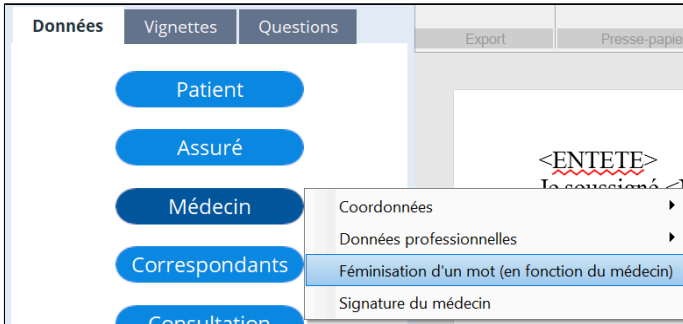 Données
Vignettes
Questions
Export
Presse-papie
Patient
Assuré
<ENTETE>
Je soussigné <
Médecin
Coordonnées
Données professionnelles
Correspondants
Féminisation d'un mot (en fonction du médecin)
Signature du médecin
Consultation